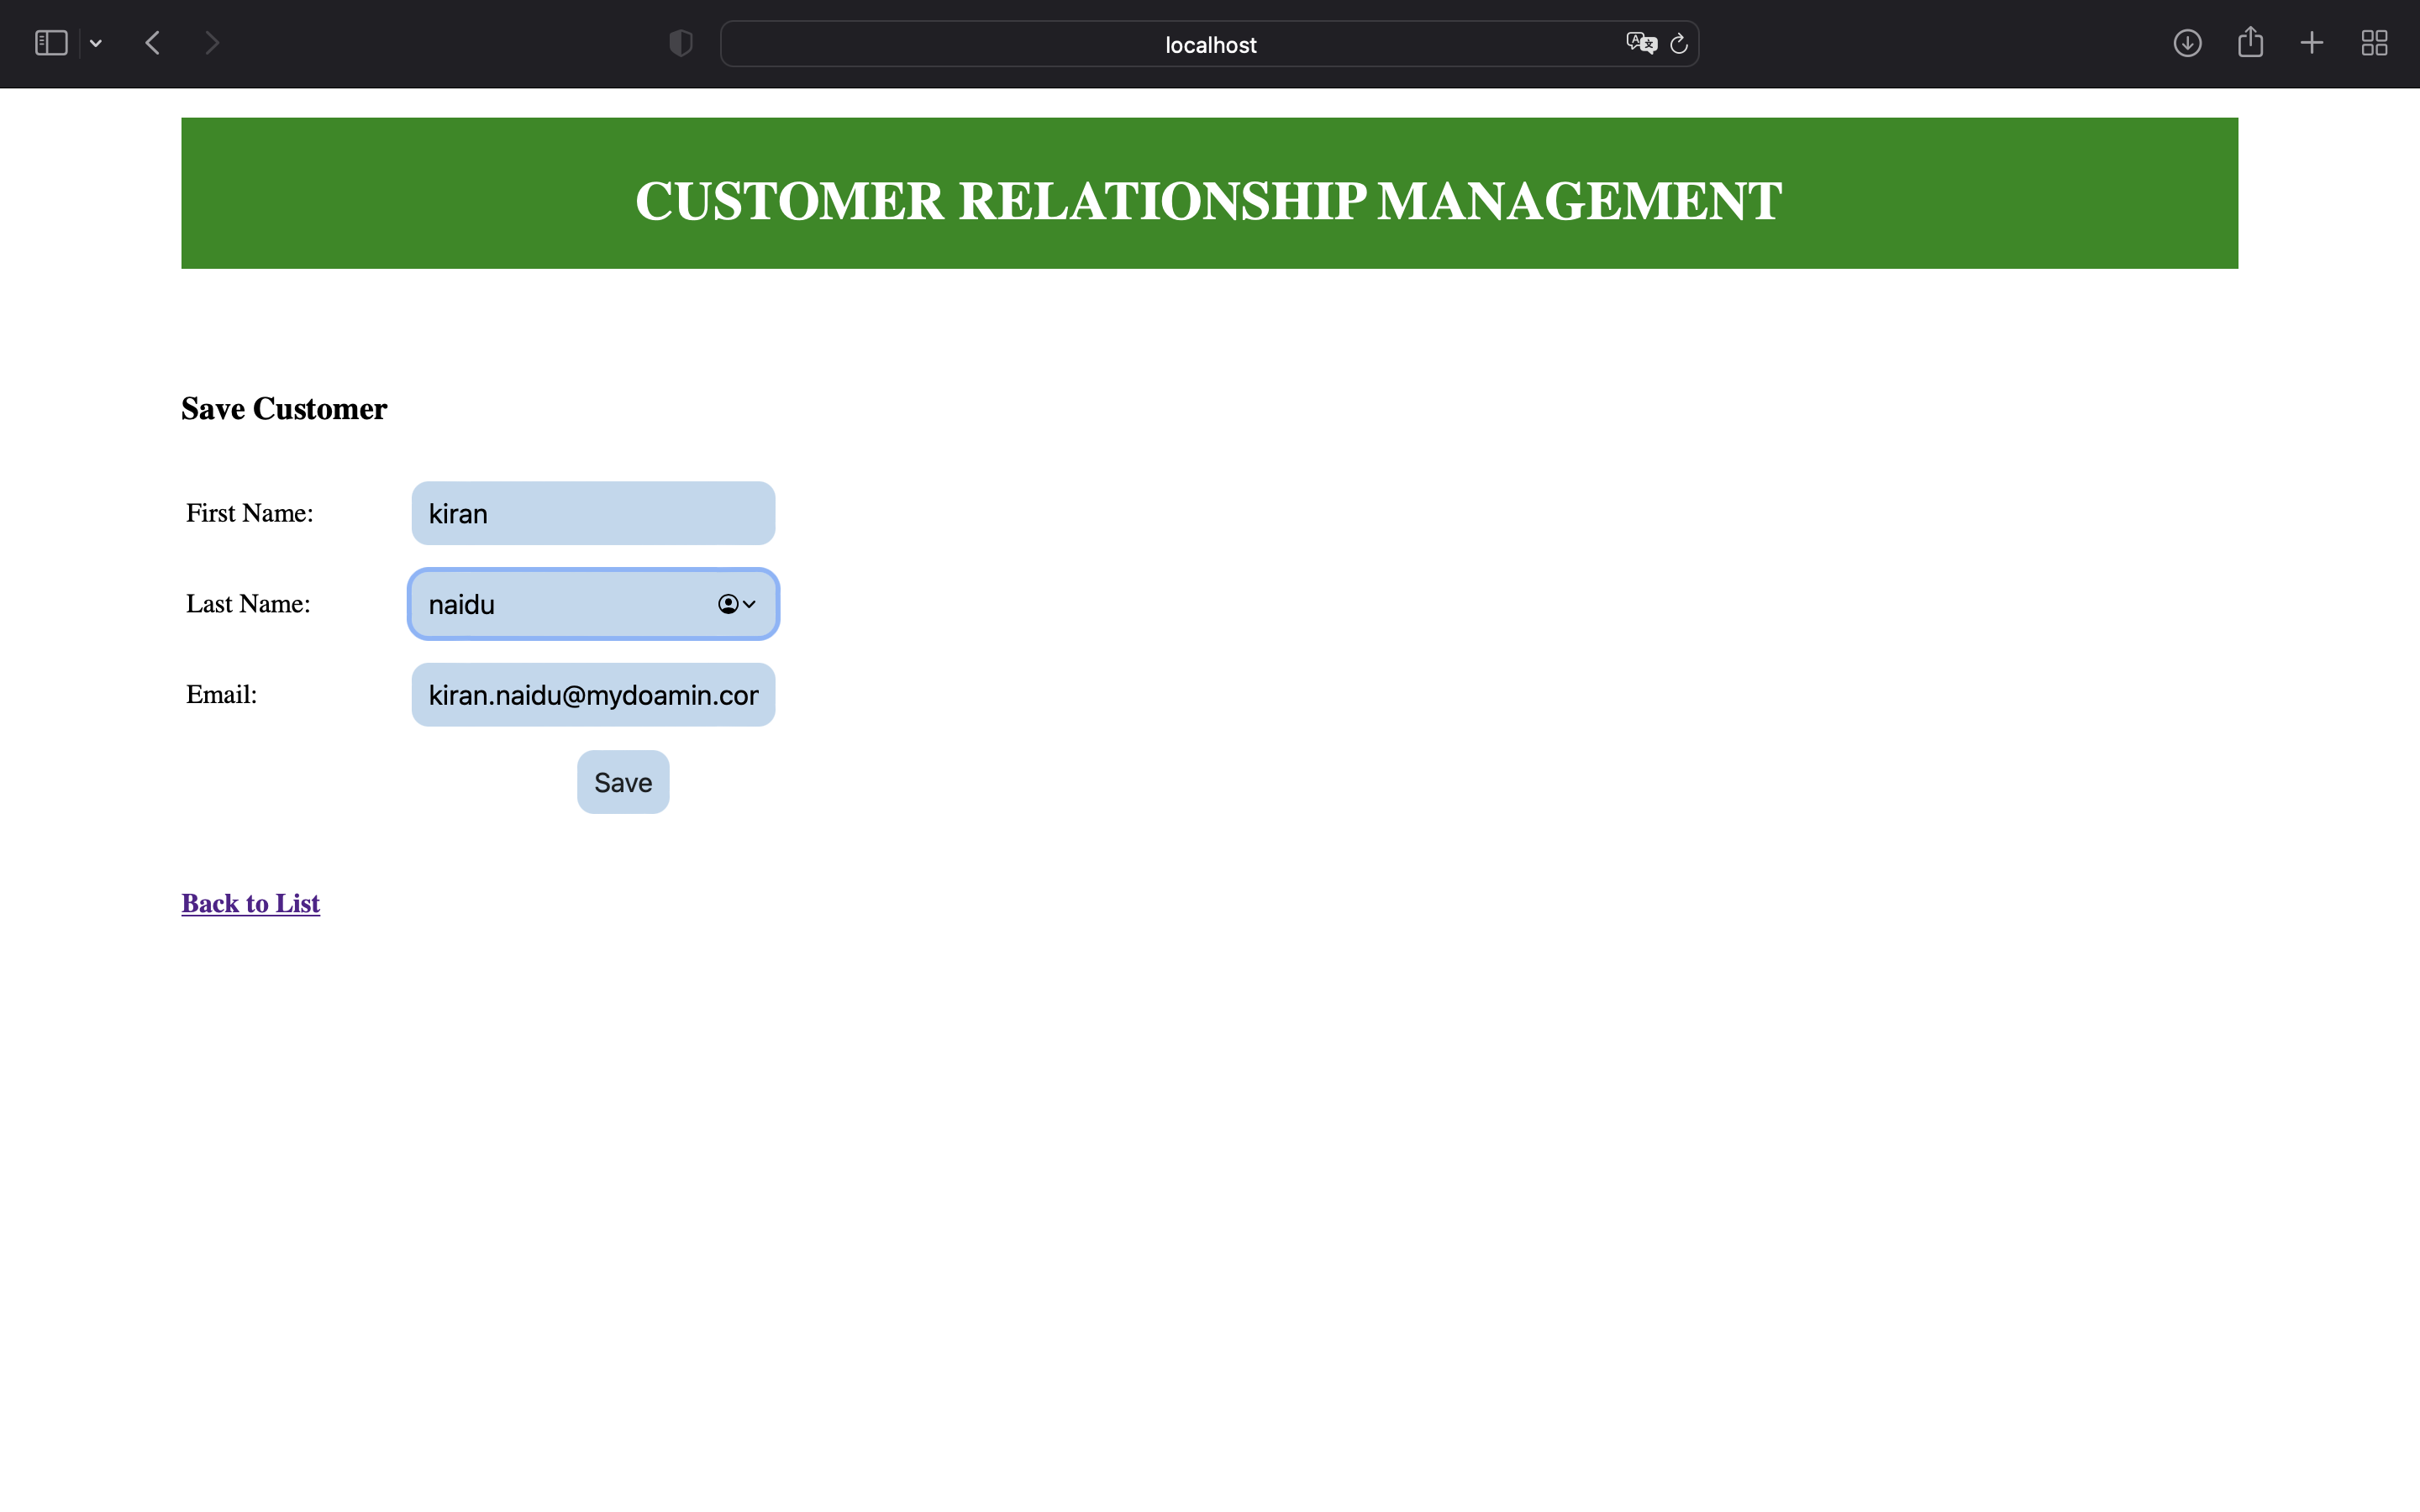 localhost
CUSTOMER RELATIONSHIP MANAGEMENT
Save Customer
First Name: kiran
Last Name: naidu
Email: kiran.naidu@mydoamin.cor
Save
Back to List